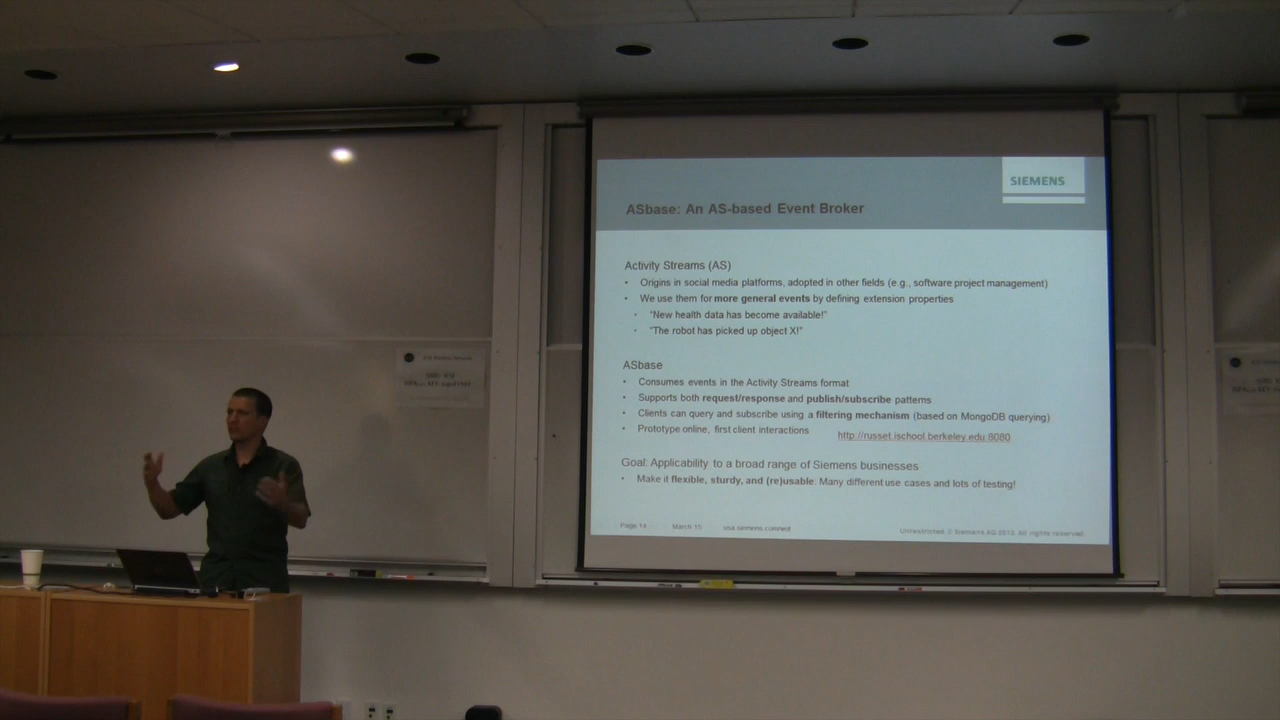 SIEMENS
ASbase: An AS-based Event Broker
Activity Streams (AS)
• Origins in social media platforms, adopted in other fields (e.g., software project management)
• We use them for more general events by defining extension properties
• "New health data has become available!"
• "The robot has picked up object X!"
ASbase
• Consumes events in the Activity Streams format
• Supports both request/response and publish/subscribe patterns
• Clients can query and subscribe using a filtering mechanism (based on MongoDB querying)
• Prototype online, first client interactions http://russet.ischool.berkeley.edu:8080
Goal: Applicability to a broad range of Siemens businesses
• Make it flexible, sturdy, and (re)usable: Many different use cases and lots of testing!
Page 14 March 15 Unrestricted © Siemens AG 2013. All rights reserved.